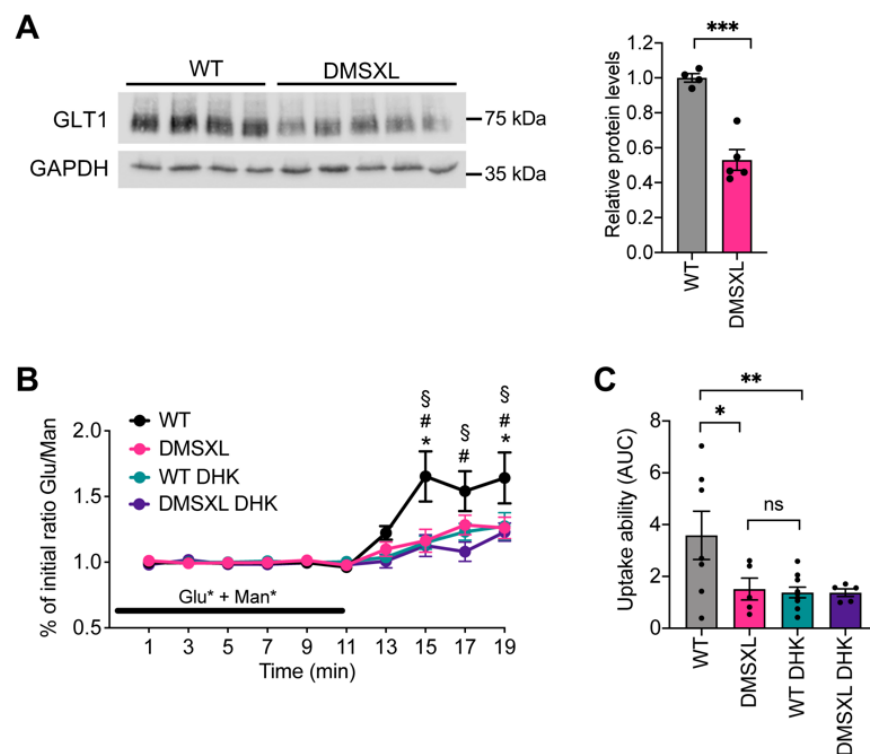 A
WT DMSXL
GLT1
75 kDa
GAPDH
35 kDa
***
Relative protein levels
1.2
1.0
0.8
0.6
0.4
0.2
0.0
WT
DMSXL
B
% of initial ratio Glu/Man
2.0
1.5
1.0
0.5
WT
DMSXL
WT DHK
DMSXL DHK
§ § §
# # #
* *
Glu* + Man*
1 3 5 7 9 11 13 15 17 19
Time (min)
C
Uptake ability (AUC)
8
6
4
2
0
**
*
ns
WT
DMSXL
WT DHK
DMSXL DHK